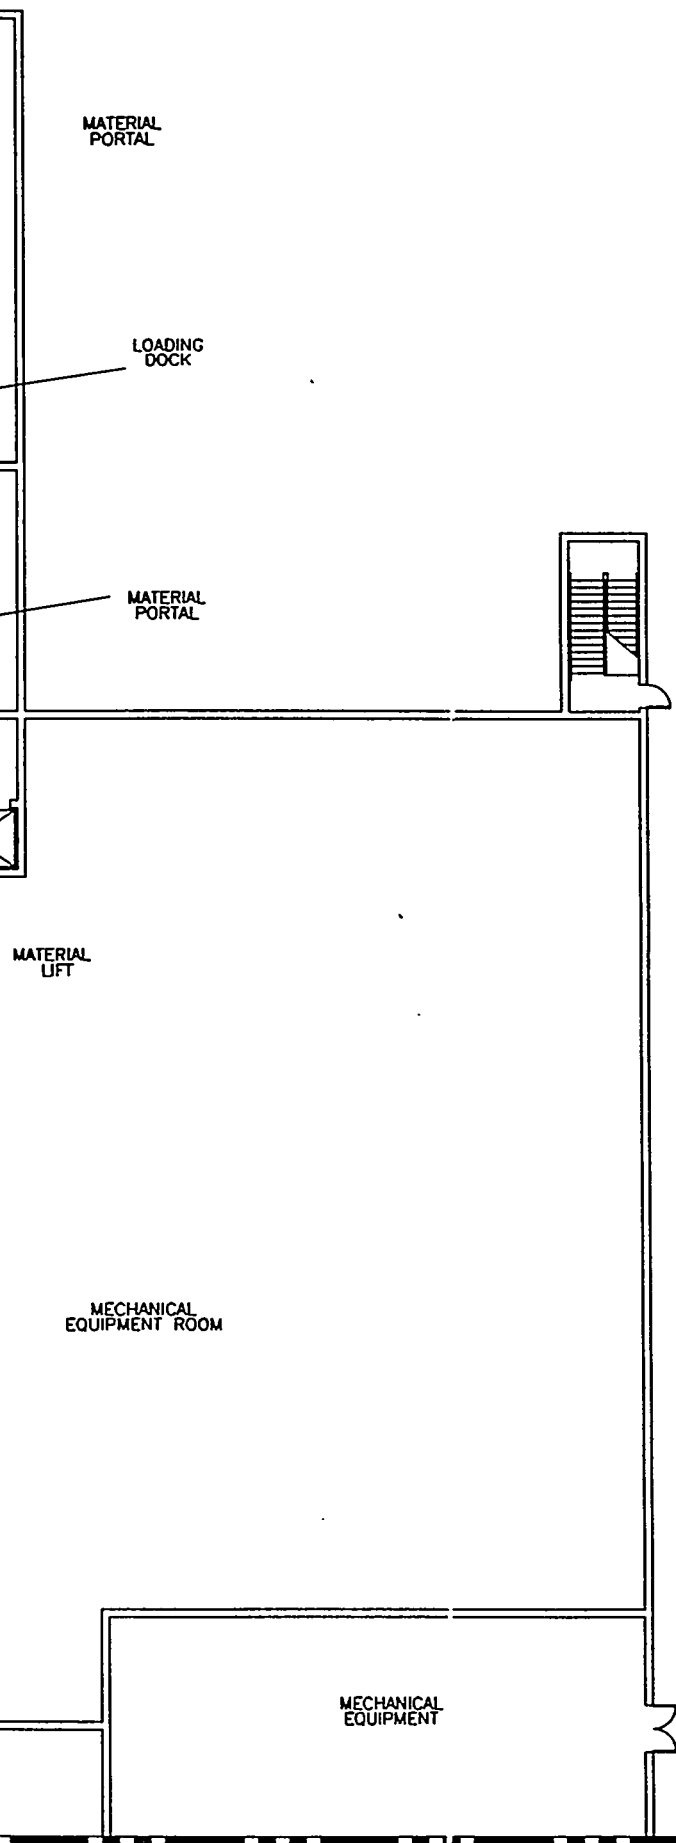 MATERIAL
PORTAL
LOADING
DOCK
MATERIAL
PORTAL
MATERIAL
LIFT
MECHANICAL
EQUIPMENT ROOM
MECHANICAL
EQUIPMENT